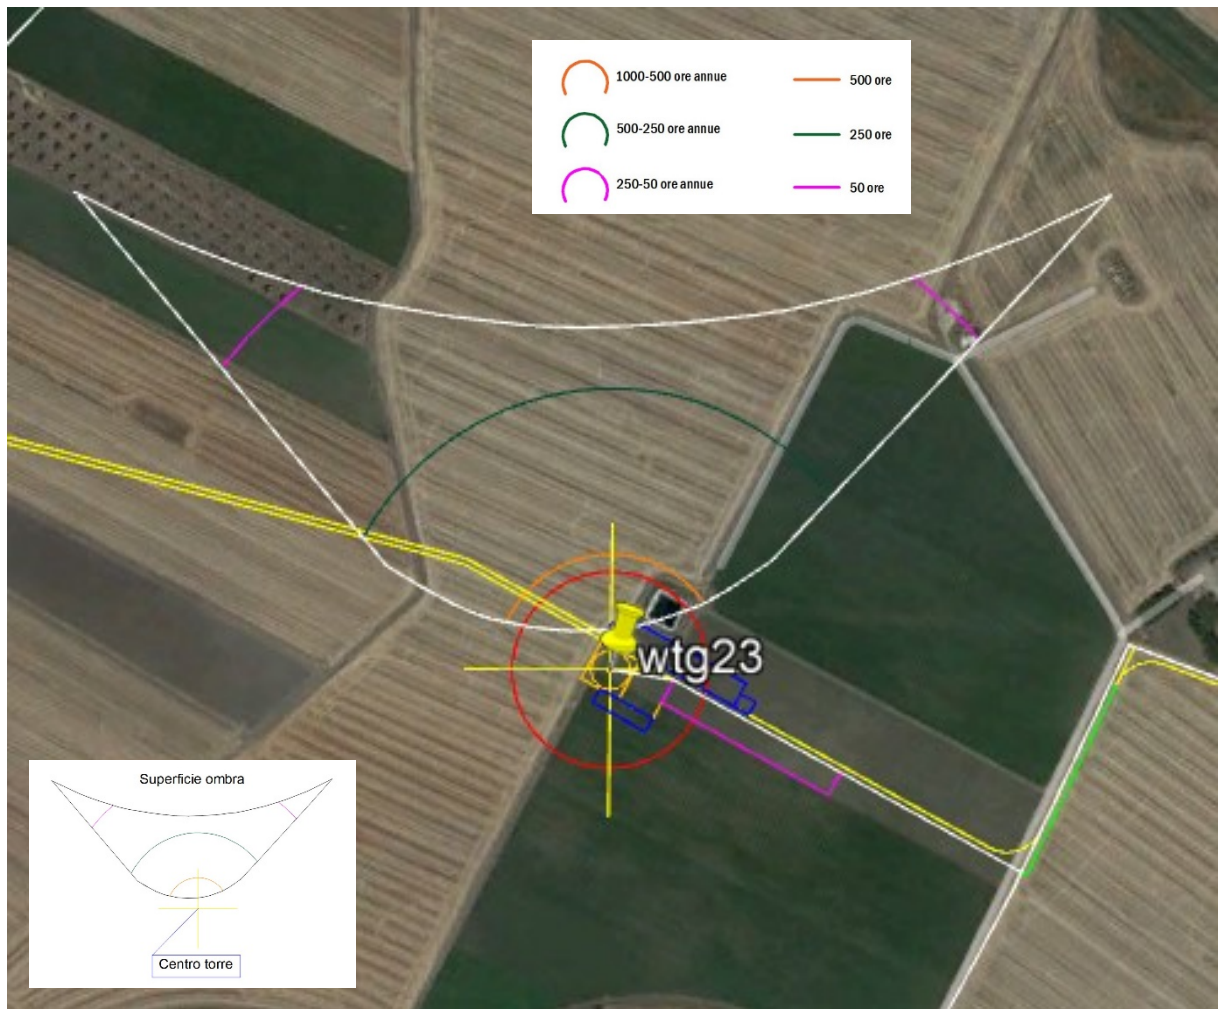 1000-500 ore annue
500 ore
500-250 ore annue
250 ore
250-50 ore annue
50 ore
wtg23
Superficie ombra
Centro torre